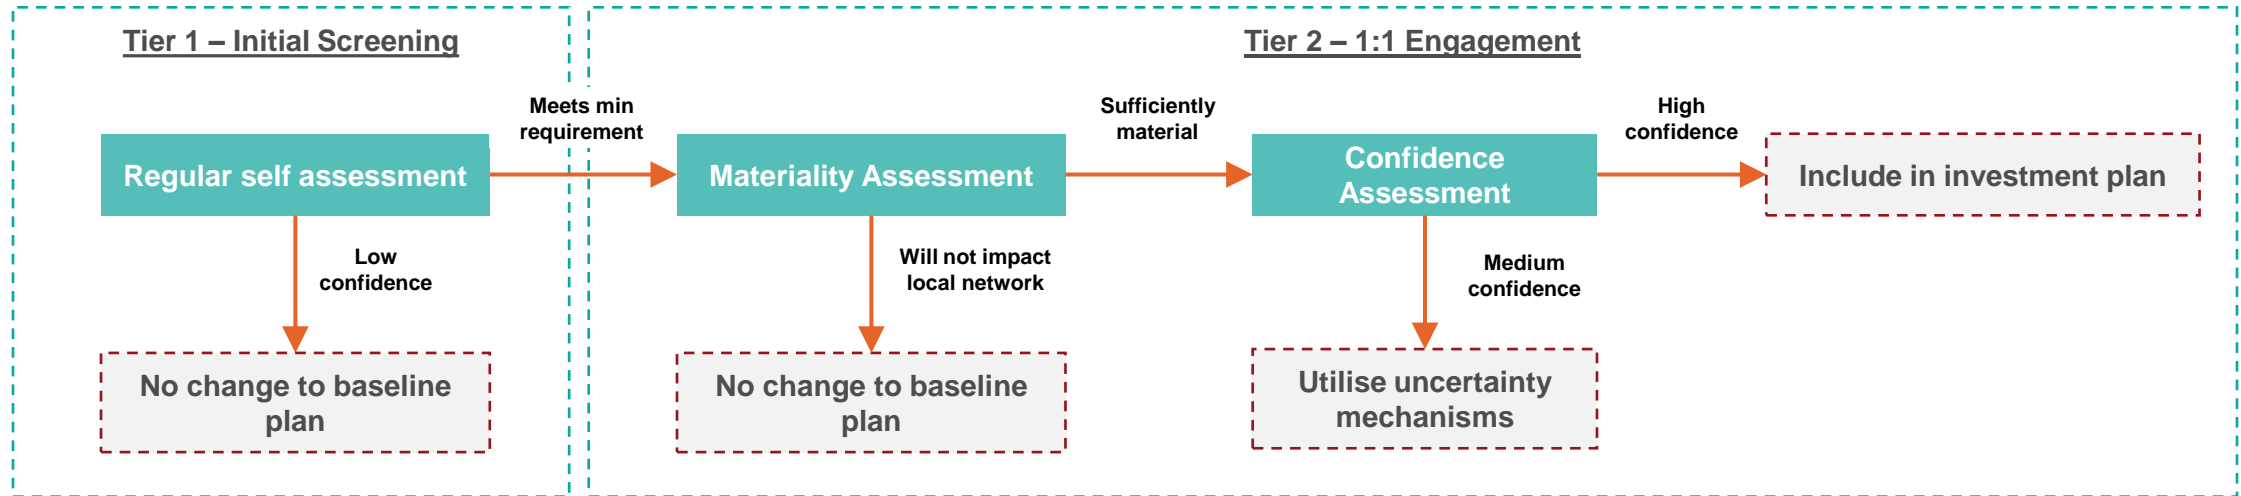 Tier 1 – Initial Screening
Tier 2 – 1:1 Engagement
Regular self assessment
Meets min
requirement
Materiality Assessment
Sufficiently
material
Confidence
Assessment
High
confidence
Include in investment plan
Low
confidence
Will not impact
local network
Medium
confidence
No change to baseline
plan
No change to baseline
plan
Utilise uncertainty
mechanisms